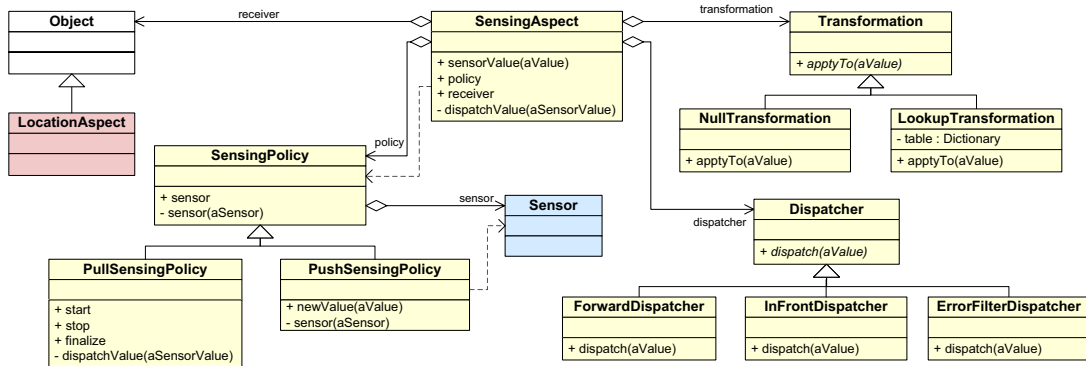 Object
receiver
SensingAspect
+ sensorValue(aValue)
+ policy
+ receiver
- dispatchValue(aSensorValue)
transformation
Transformation
+ apptyTo(aValue)
LocationAspect
NullTransformation
+ apptyTo(aValue)
LookupTransformation
- table : Dictionary
+ apptyTo(aValue)
policy
SensingPolicy
+ sensor
- sensor(aSensor)
sensor
Sensor
dispatcher
Dispatcher
+ dispatch(aValue)
PullSensingPolicy
+ start
+ stop
+ finalize
- dispatchValue(aSensorValue)
PushSensingPolicy
+ newValue(aValue)
- sensor(aSensor)
ForwardDispatcher
+ dispatch(aValue)
InFrontDispatcher
+ dispatch(aValue)
ErrorFilterDispatcher
+ dispatch(aValue)